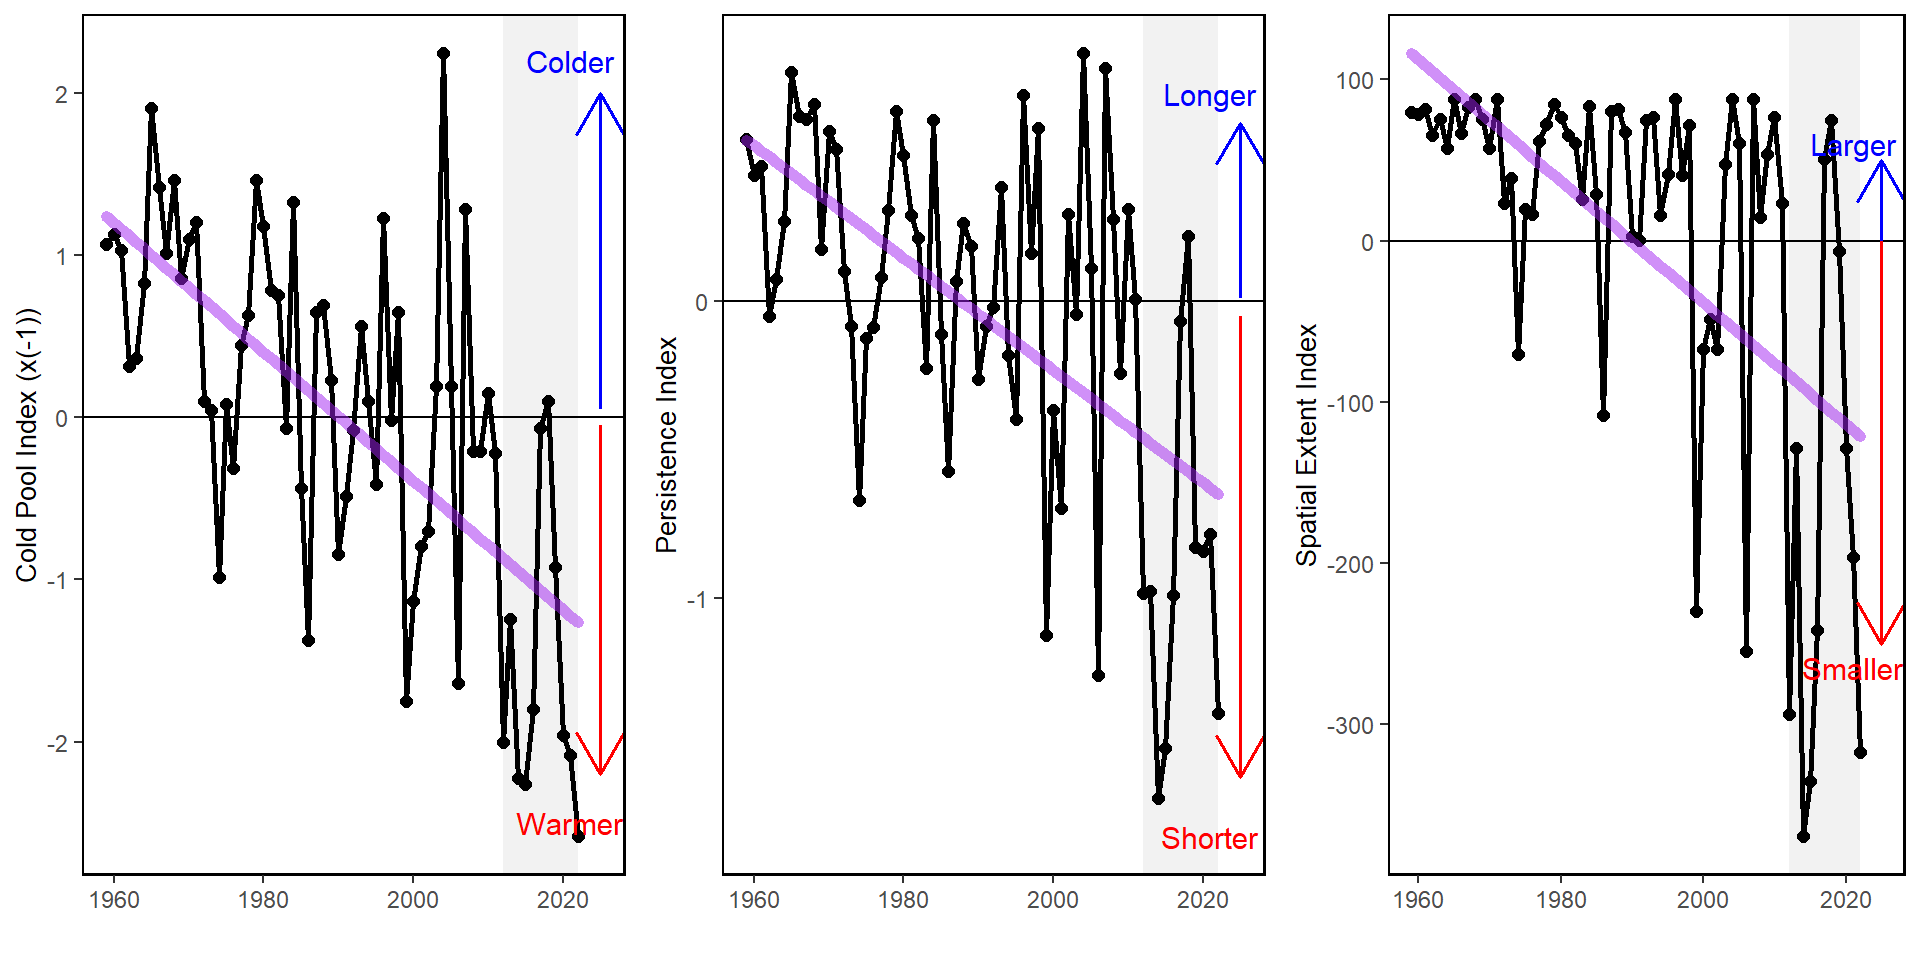 Cold Pool Index (x(-1))
2
1
0
-1
-2
Colder
Warmer
1960
1980
2000
2020
Persistence Index
0
-1
Longer
Shorter
1960
1980
2000
2020
Spatial Extent Index
100
0
-100
-200
-300
Larger
Smaller
1960
1980
2000
2020